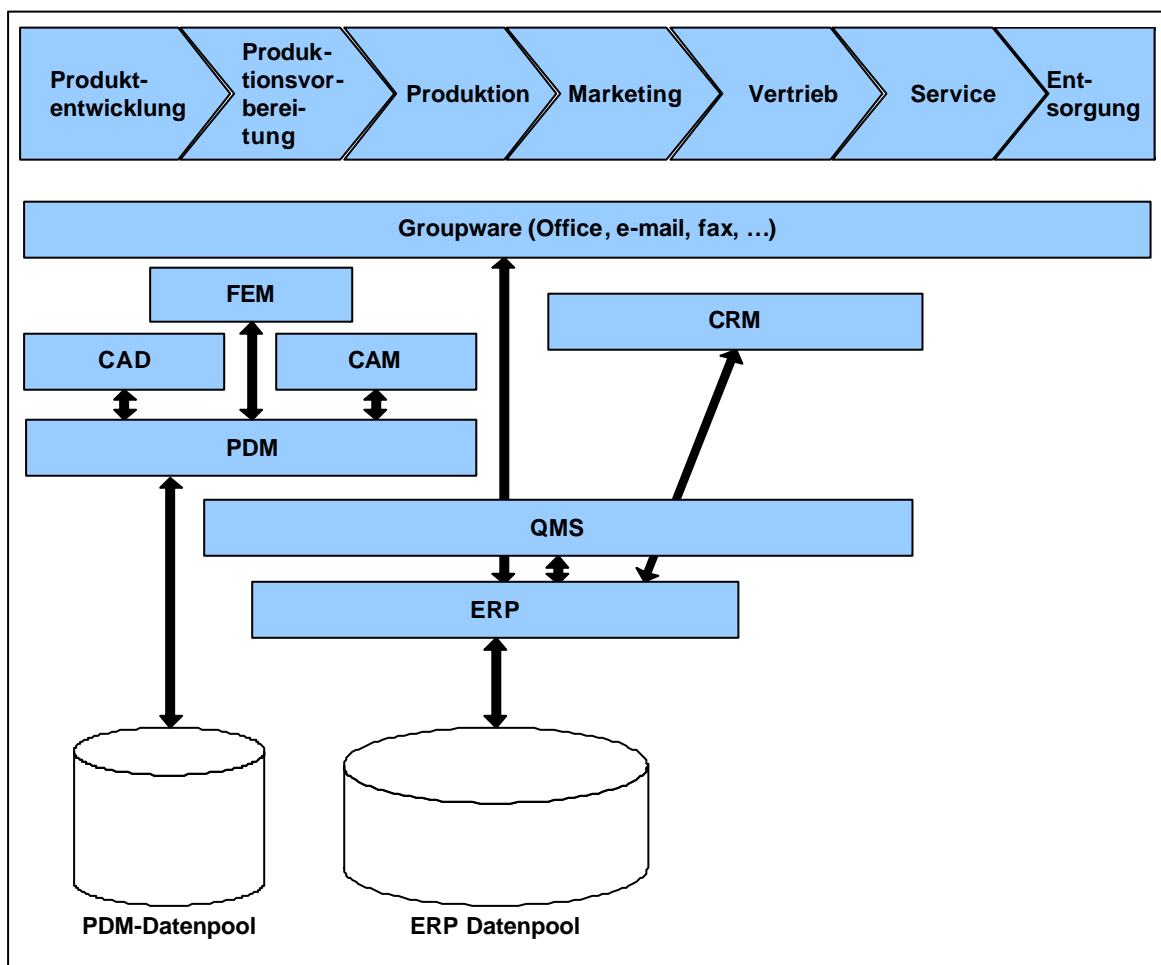 Produkt-
entwicklung
Produk-
tionsvor-
berei-
tung
Produktion
Marketing
Vertrieb
Service
Ent-
sorgung
Groupware (Office, e-mail, fax, …)
FEM
CRM
CAD
CAM
PDM
QMS
ERP
PDM-Datenpool
ERP Datenpool